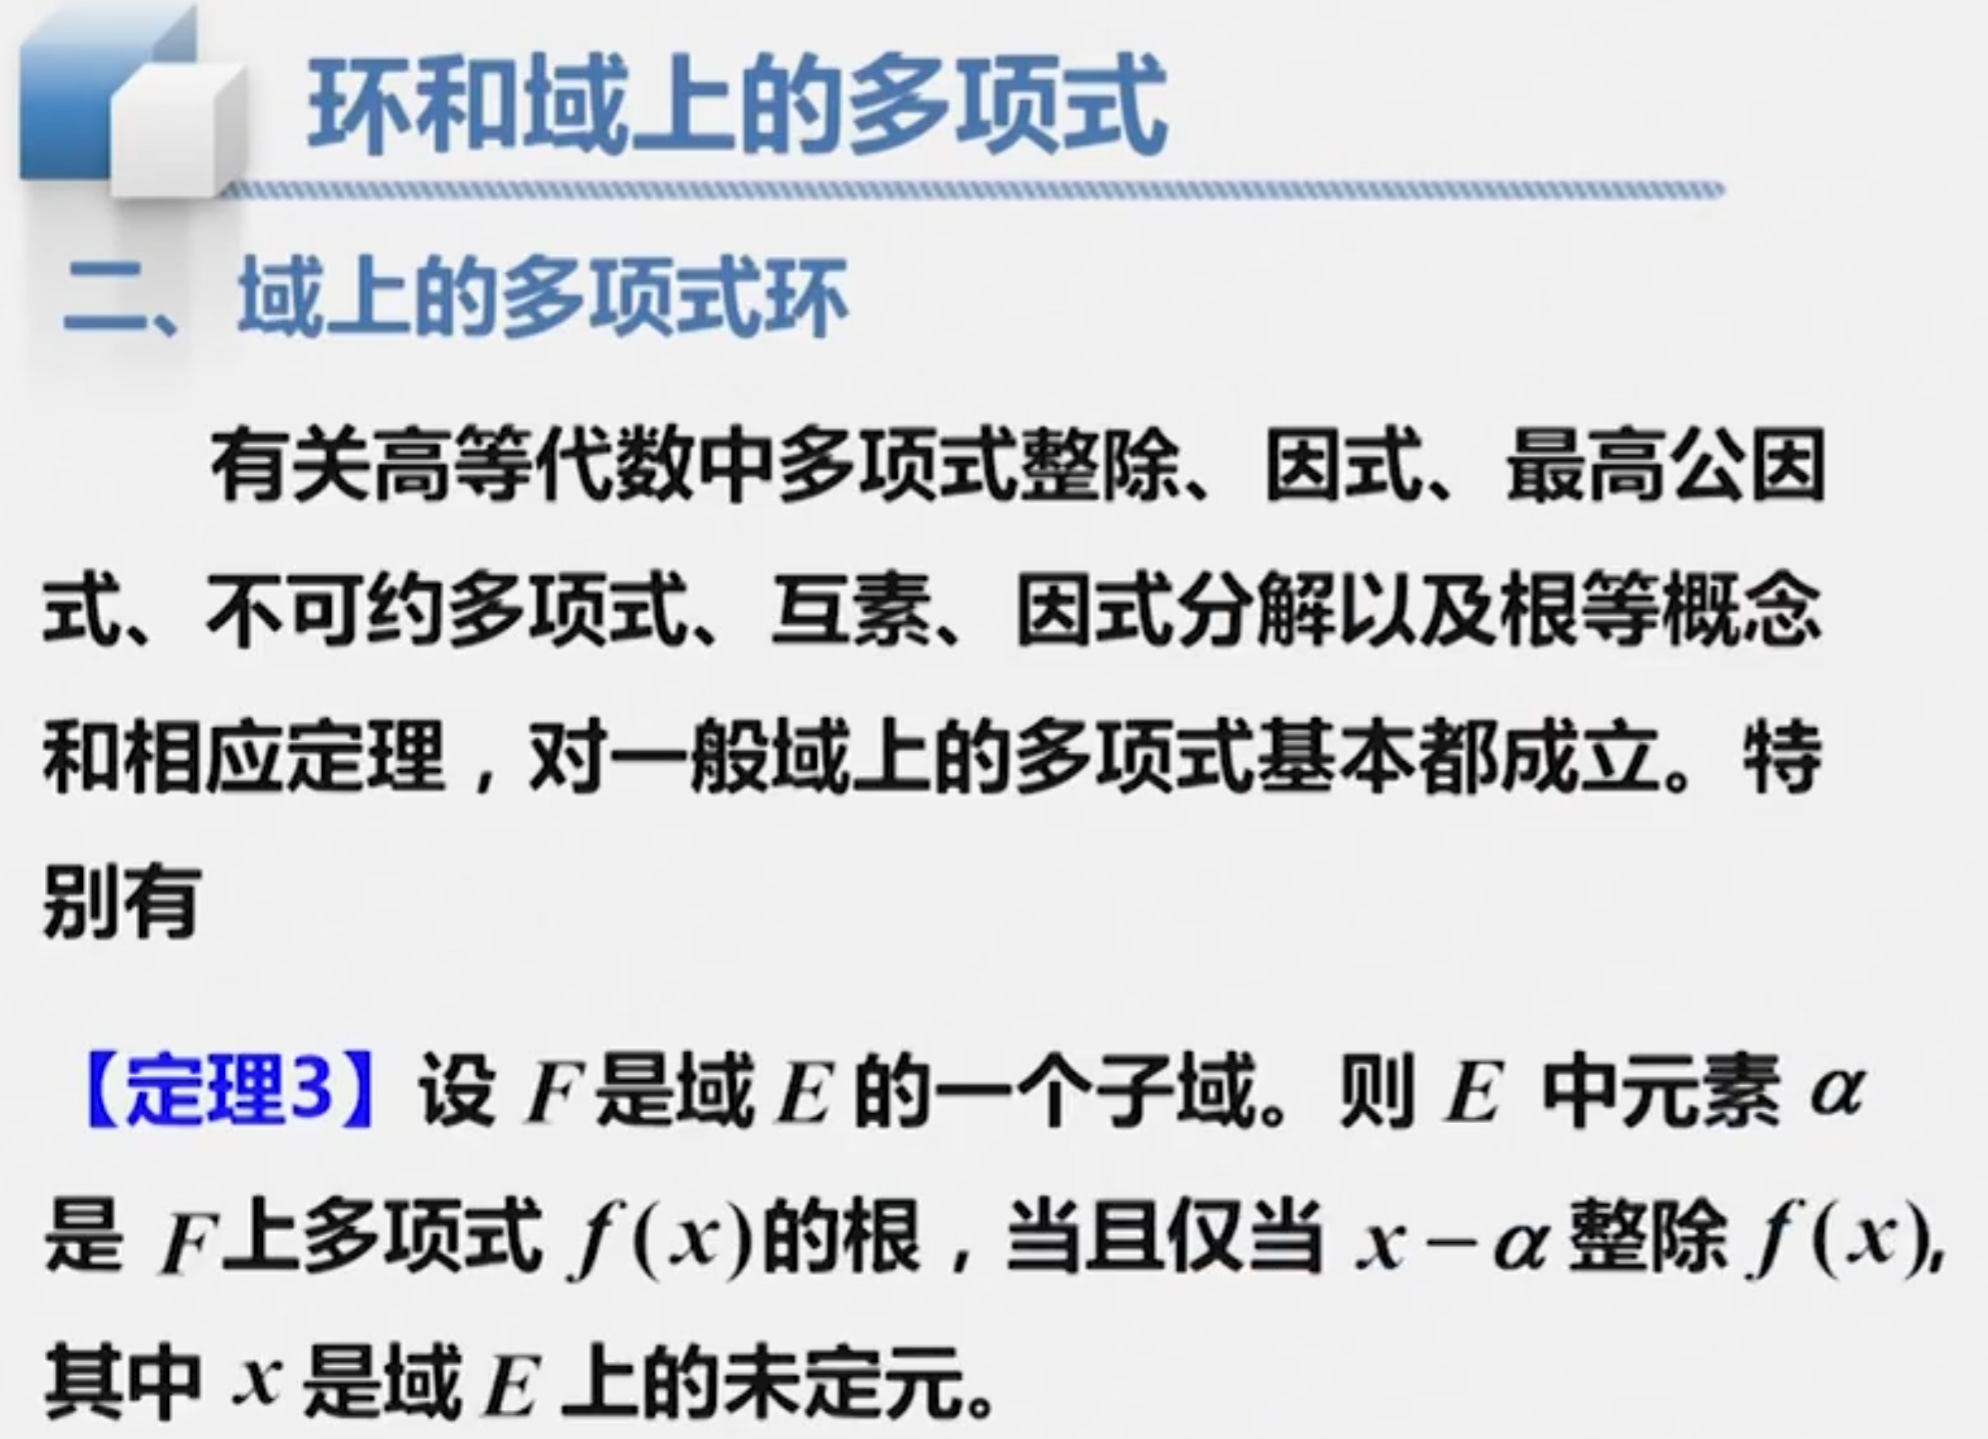 环和域上的多项式
二、域上的多项式环
有关高等代数中多项式整除、因式、最高公因
式、不可约多项式、互素、因式分解以及根等概念
和相应定理，对一般域上的多项式基本都成立。特
别有
【定理3】设 F 是域 E 的一个子域。则 E 中元素 α
是 F 上多项式 f(x) 的根，当且仅当 x－α 整除 f(x),
其中 x 是域 E 上的未定元。